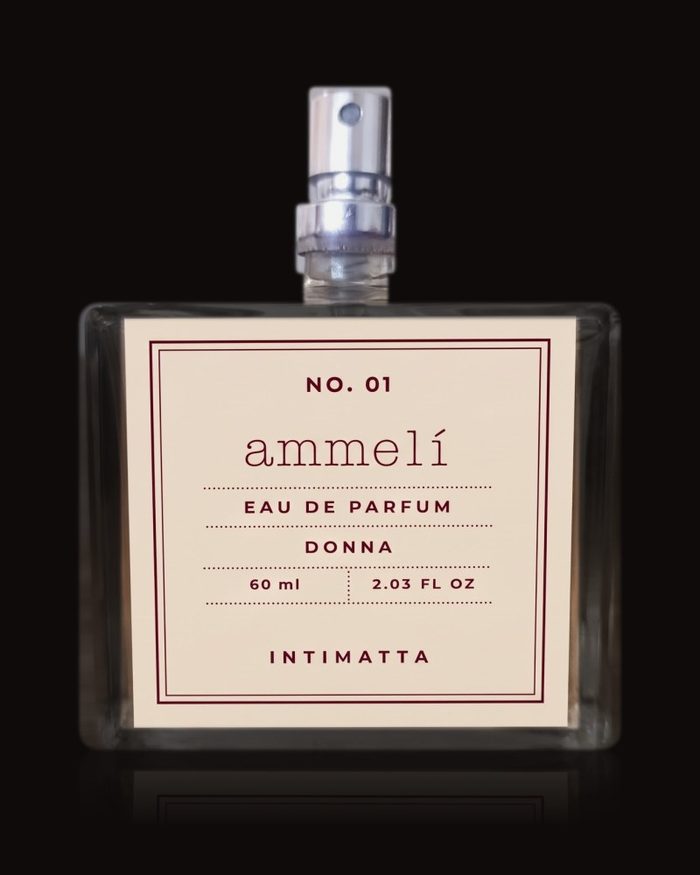 NO. 01
ammelí
EAU DE PARFUM
DONNA
60 ml 2.03 FL OZ
INTIMATTA